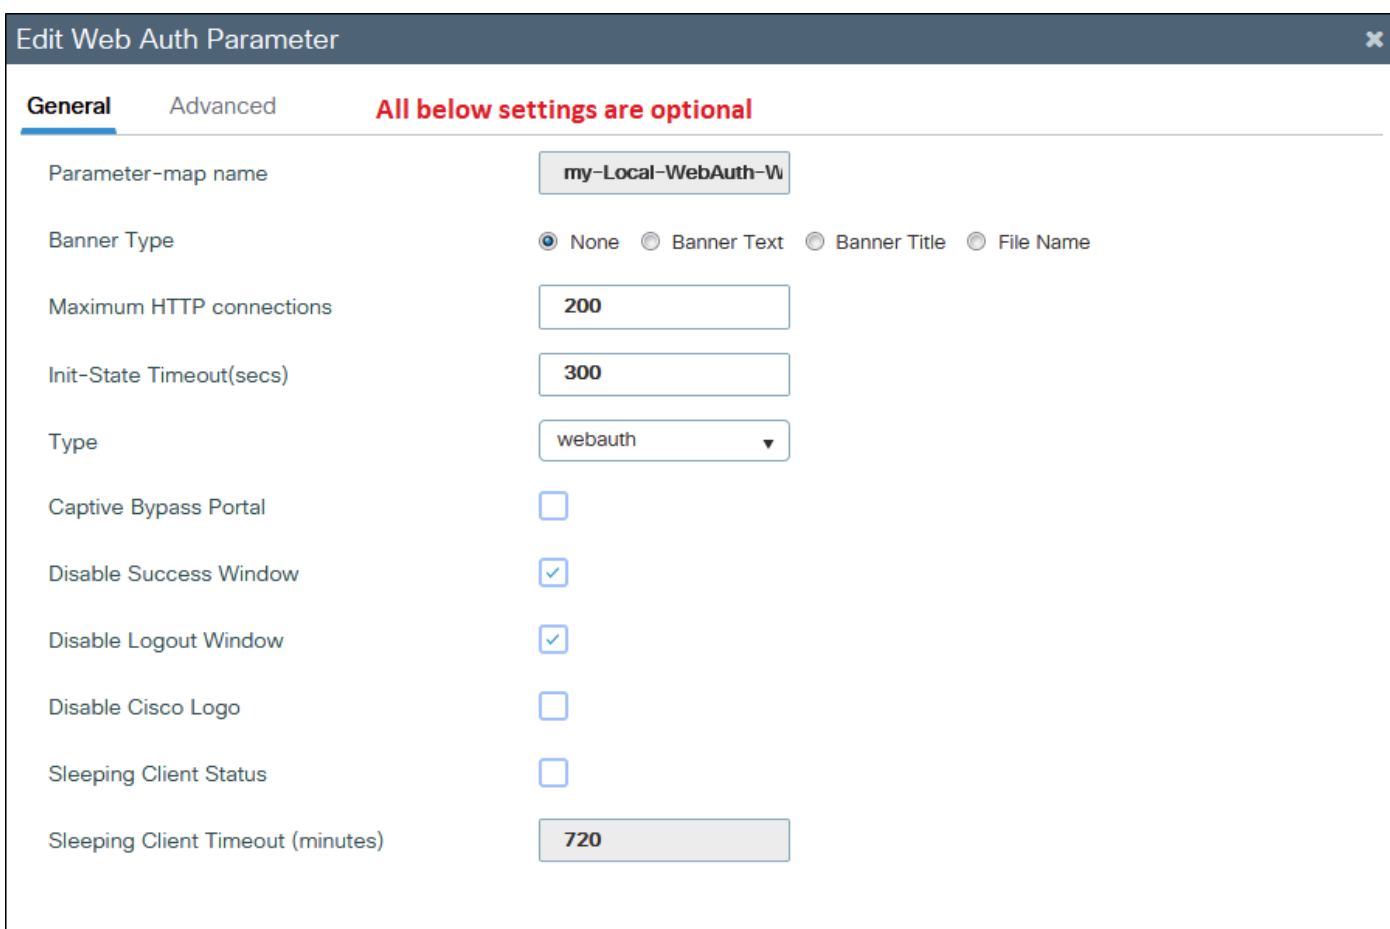 Edit Web Auth Parameter
General Advanced All below settings are optional
Parameter-map name my-Local-WebAuth-W
Banner Type None Banner Text Banner Title File Name
Maximum HTTP connections 200
Init-State Timeout(secs) 300
Type webauth
Captive Bypass Portal
Disable Success Window
Disable Logout Window
Disable Cisco Logo
Sleeping Client Status
Sleeping Client Timeout (minutes) 720